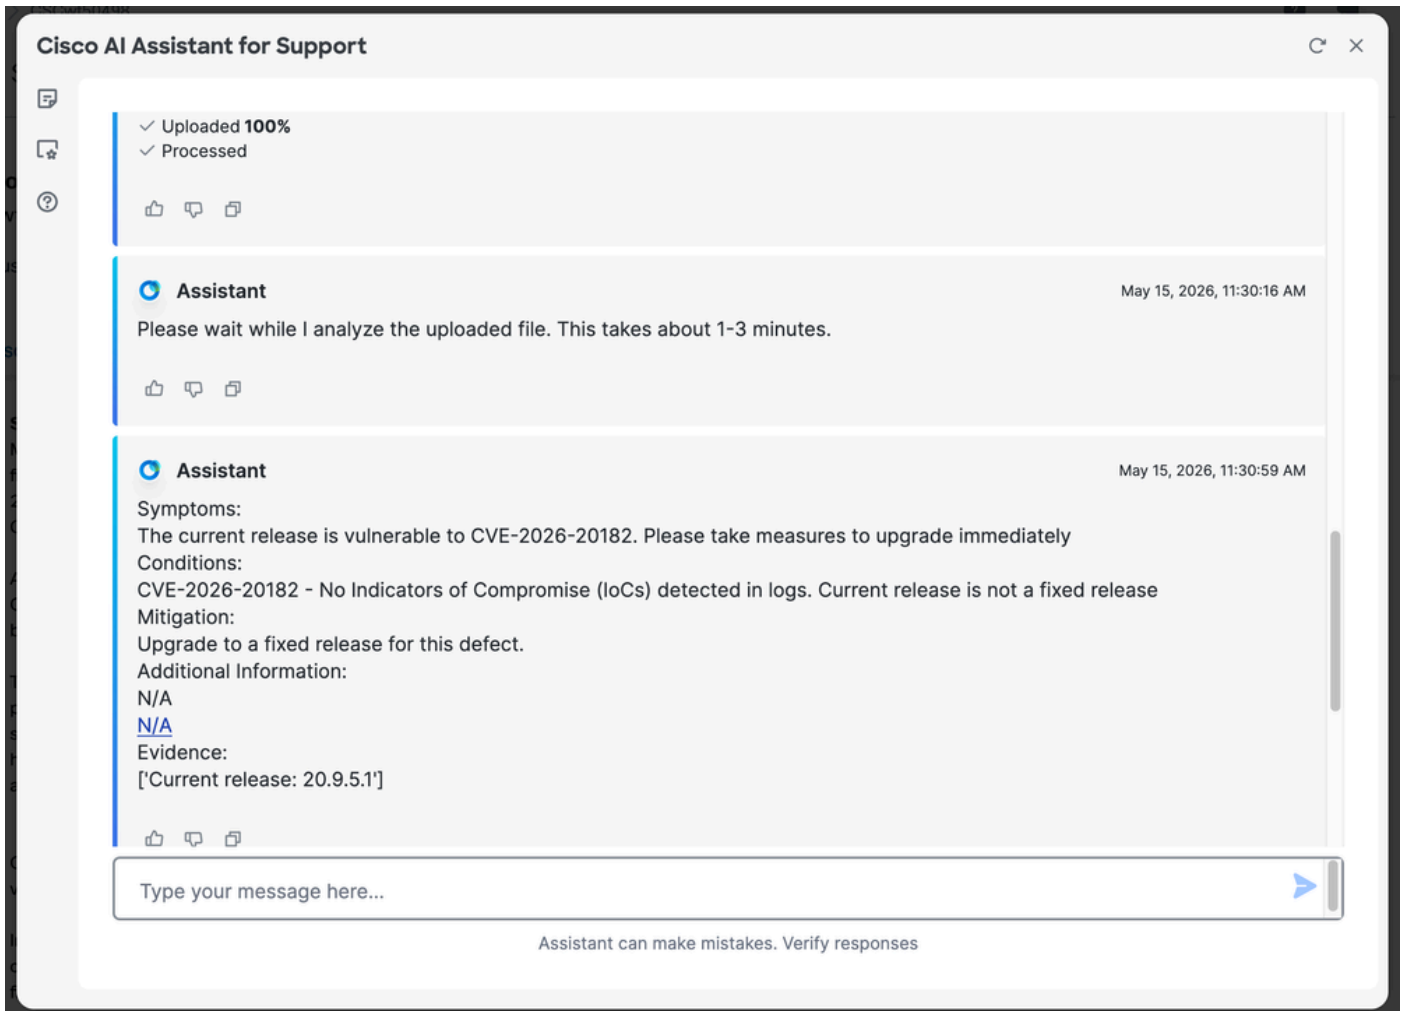 CSCwt50498
Cisco AI Assistant for Support
Uploaded 100%
Processed
Assistant
May 15, 2026, 11:30:16 AM
Please wait while I analyze the uploaded file. This takes about 1-3 minutes.
Assistant
May 15, 2026, 11:30:59 AM
Symptoms:
The current release is vulnerable to CVE-2026-20182. Please take measures to upgrade immediately
Conditions:
CVE-2026-20182 - No Indicators of Compromise (IoCs) detected in logs. Current release is not a fixed release
Mitigation:
Upgrade to a fixed release for this defect.
Additional Information:
N/A
N/A
Evidence:
['Current release: 20.9.5.1']
Type your message here...
Assistant can make mistakes. Verify responses